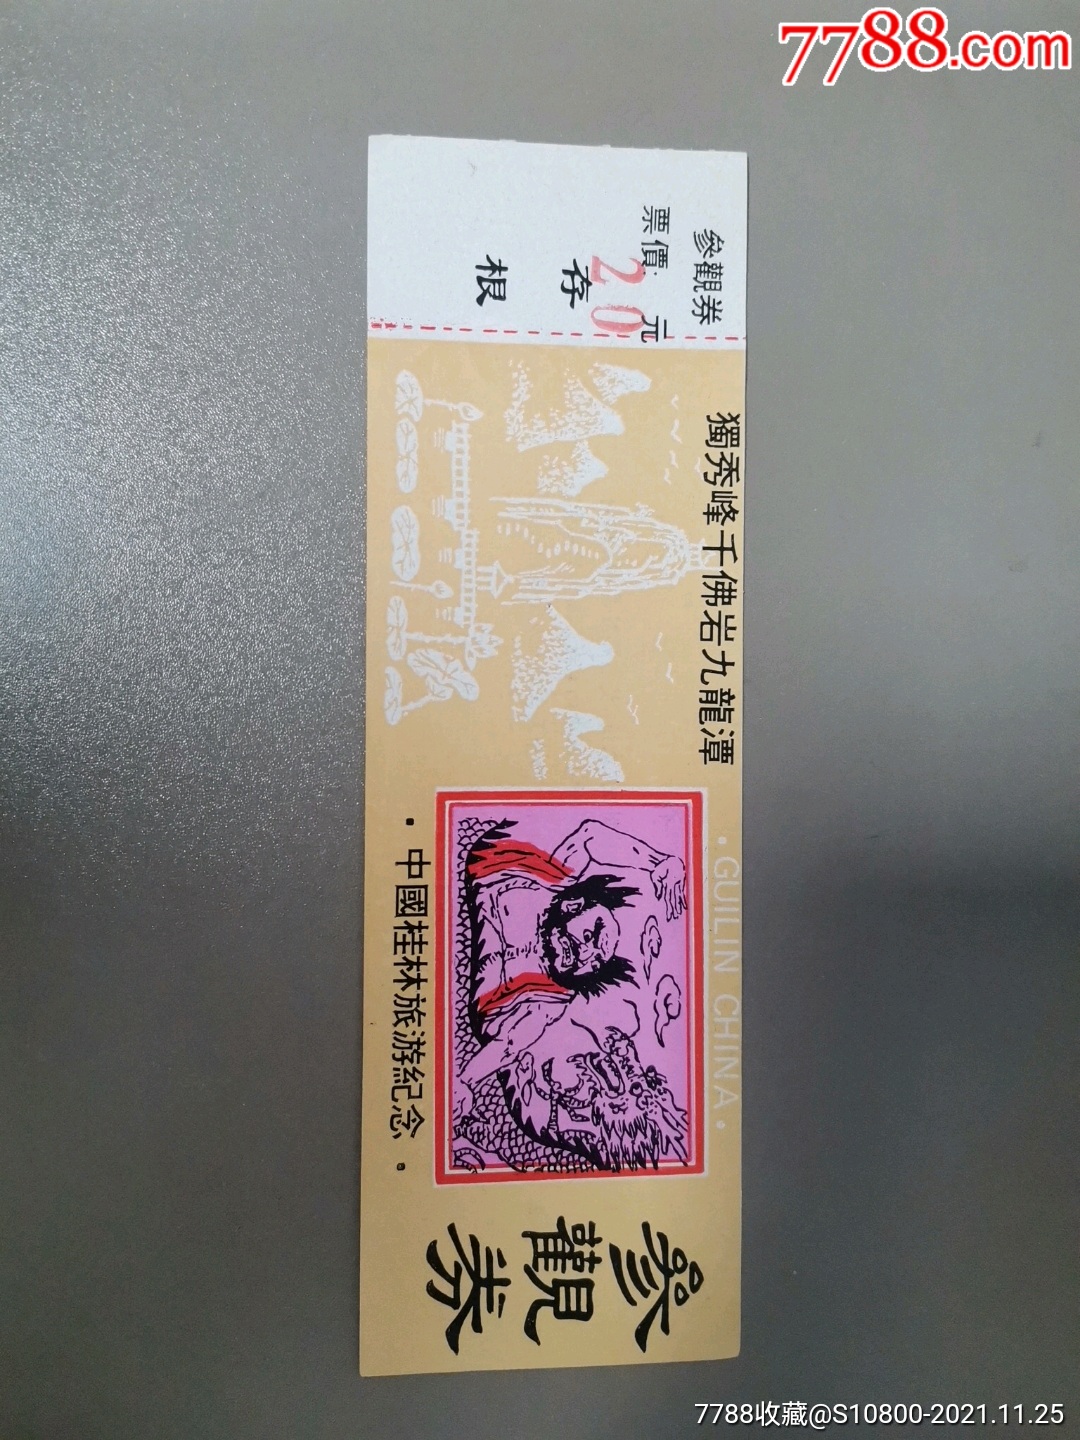 7788.com
參觀券
票價:20元
存根
獨秀峰千佛岩九龍潭
·GUILIN CHINA·
·中國桂林旅游紀念·
參觀券
7788收藏@S10800-2021.11.25